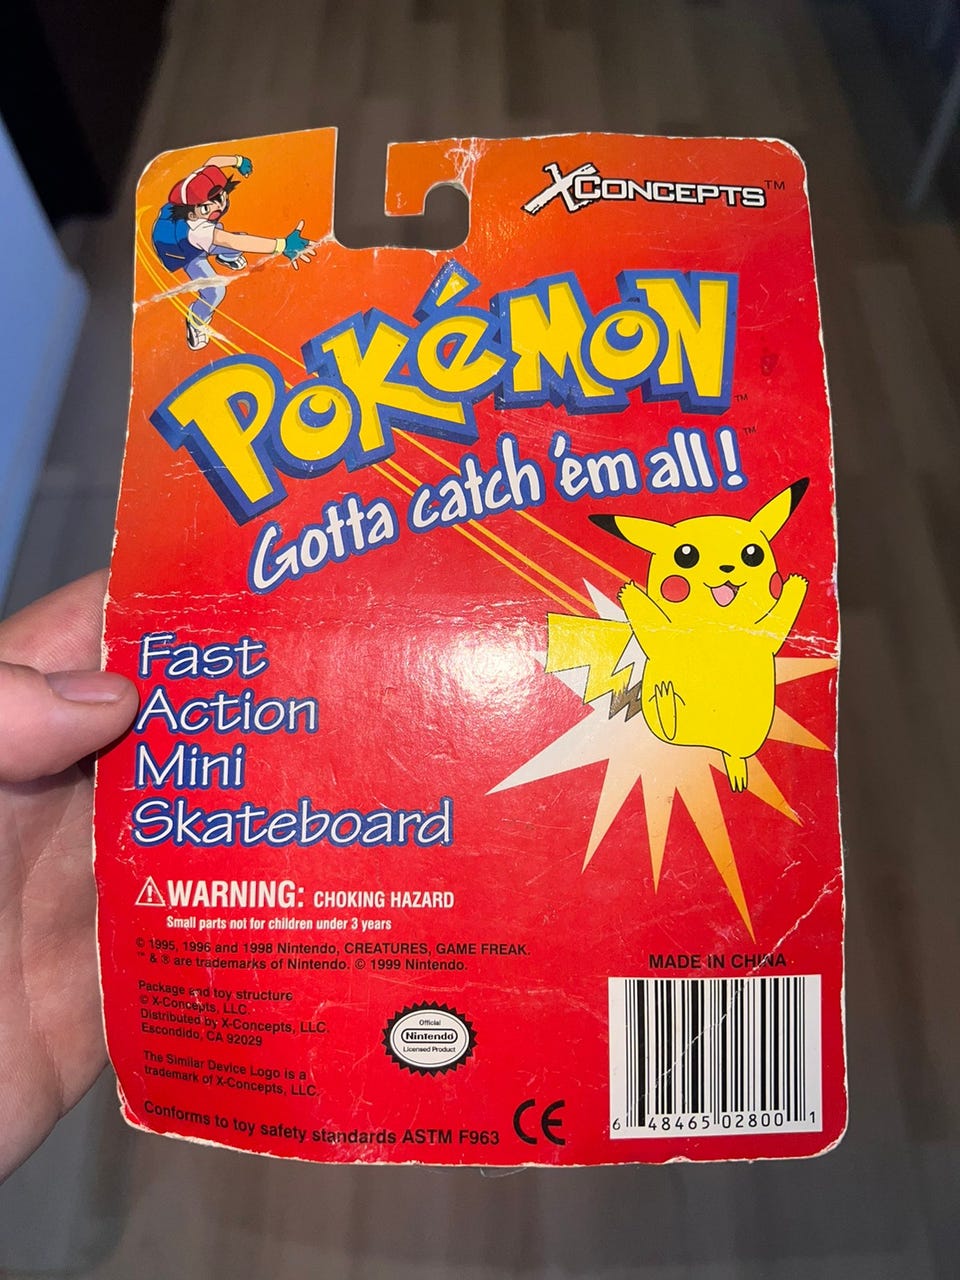 XCONCEPTS™
POKéMON™
Gotta catch 'em all!™
Fast
Action
Mini
Skateboard
WARNING: CHOKING HAZARD
Small parts not for children under 3 years
© 1995, 1996 and 1998 Nintendo, CREATURES, GAME FREAK.
™ & ® are trademarks of Nintendo. © 1999 Nintendo.
Package and toy structure
© X-Concepts, LLC.
Distributed by X-Concepts, LLC.
Escondido, CA 92029
The Similar Device Logo is a
trademark of X-Concepts, LLC.
Conforms to toy safety standards ASTM F963
Official
Nintendo
Licensed Product
CE
MADE IN CHINA
6 48465 02800 1